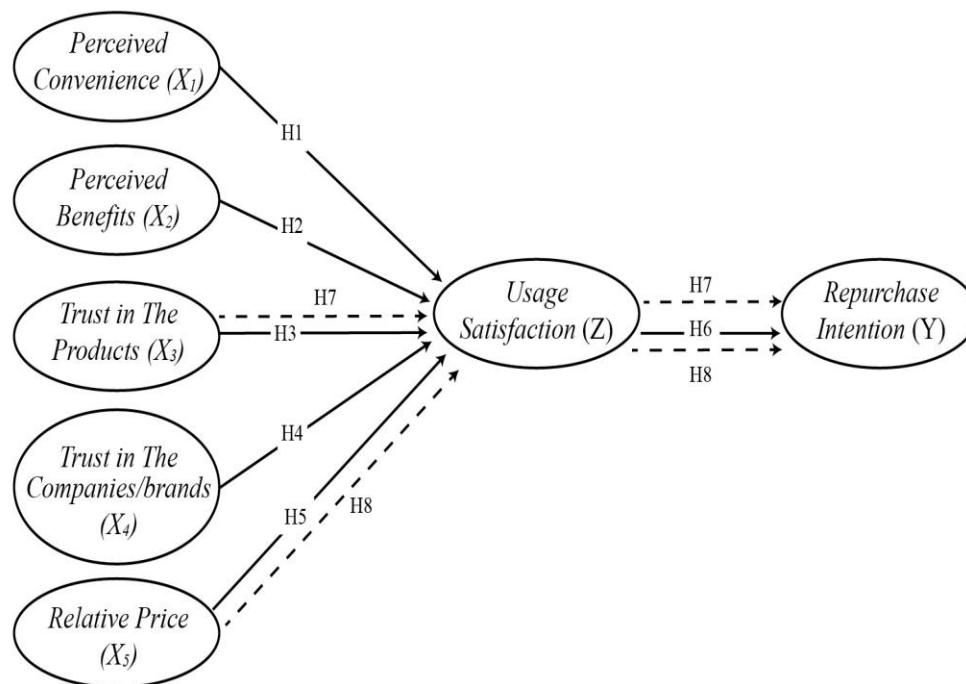 Perceived
Convenience (X1)
H1
Perceived
Benefits (X2)
H2
Trust in The
Products (X3)
H7
H3
Trust in The
Companies/brands
(X4)
H4
Relative Price
(X5)
H5
H8
Usage
Satisfaction (Z)
H7
H6
H8
Repurchase
Intention (Y)